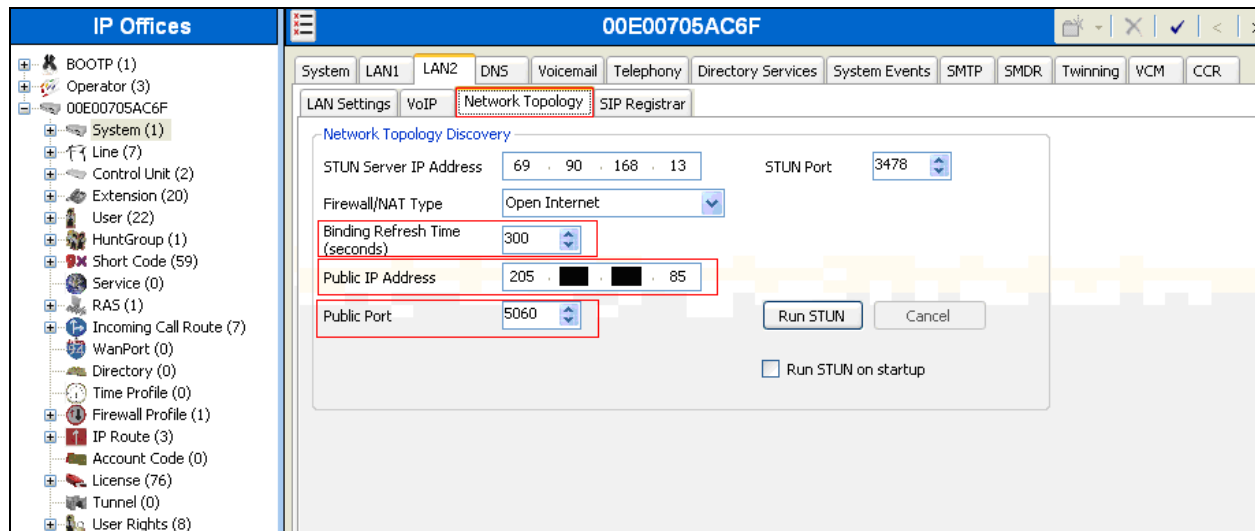 IP Offices
BOOTP (1)
Operator (3)
00E00705AC6F
System (1)
Line (7)
Control Unit (2)
Extension (20)
User (22)
HuntGroup (1)
Short Code (59)
Service (0)
RAS (1)
Incoming Call Route (7)
WanPort (0)
Directory (0)
Time Profile (0)
Firewall Profile (1)
IP Route (3)
Account Code (0)
License (76)
Tunnel (0)
User Rights (8)
00E00705AC6F
System LAN1 LAN2 DNS Voicemail Telephony Directory Services System Events SMTP SMDR Twinning VCM CCR
LAN Settings VoIP Network Topology SIP Registrar
Network Topology Discovery
STUN Server IP Address 69 . 90 . 168 . 13 STUN Port 3478
Firewall/NAT Type Open Internet
Binding Refresh Time
(seconds) 300
Public IP Address 205 . . . 85
Public Port 5060 Run STUN Cancel
Run STUN on startup